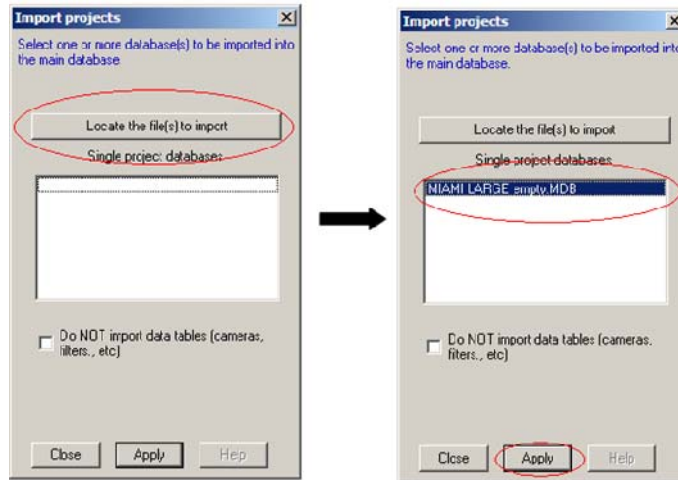 Import projects
Select one or more database(s) to be imported into
the main database
Locate the file(s) to import
Single project databases
Do NOT import data tables (cameras,
filters., etc)
Close
Apply
Help
Import projects
Select one or more database(s) to be imported into
the main database.
Locate the file(s) to import
Single project databases
NIAMI LARGE empty.MDB
Do NOT import data tables (cameras,
filters., etc)
Close
Apply
Help